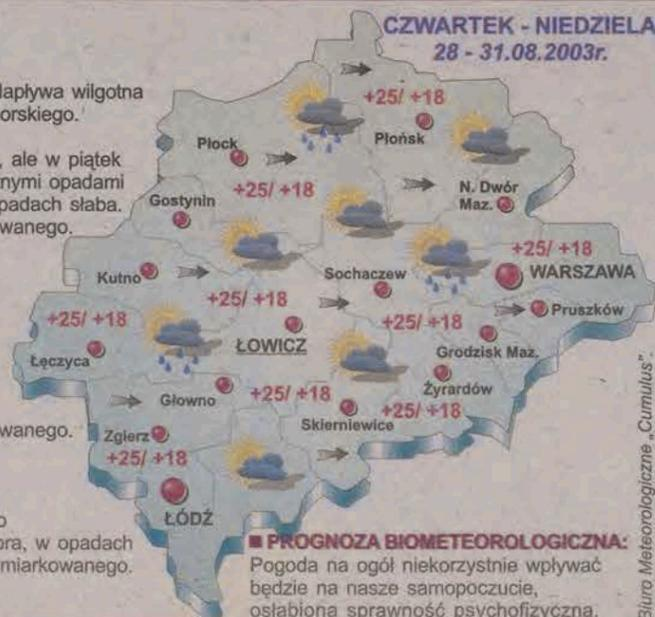 CZWARTEK - NIEDZIELA
28 - 31.08.2003r.
Napływa wilgotna
orskiego.
, ale w piątek
nymi opadami
opadach słaba.
wanego.
wanego.
o
ora, w opadach
miarkowanego.
+25/ +18
Płońsk
Płock
+25/ +18
N. Dwór
Maz.
Gostynin
+25/ +18
WARSZAWA
Kutno
Sochaczew
+25/ +18
Pruszków
+25/ +18
+25/ +18
ŁOWICZ
Grodzisk Maz.
Łęczyca
Żyrardów
Głowno
+25/ +18
+25/ +18
Skierniewice
Zgierz
+25/ +18
ŁÓDŹ
■ PROGNOZA BIOMETEOROLOGICZNA:
Pogoda na ogół niekorzystnie wpływać
będzie na nasze samopoczucie,
osłabiona sprawność psychofizyczna.
Biuro Meteorologiczne „Cumulus".